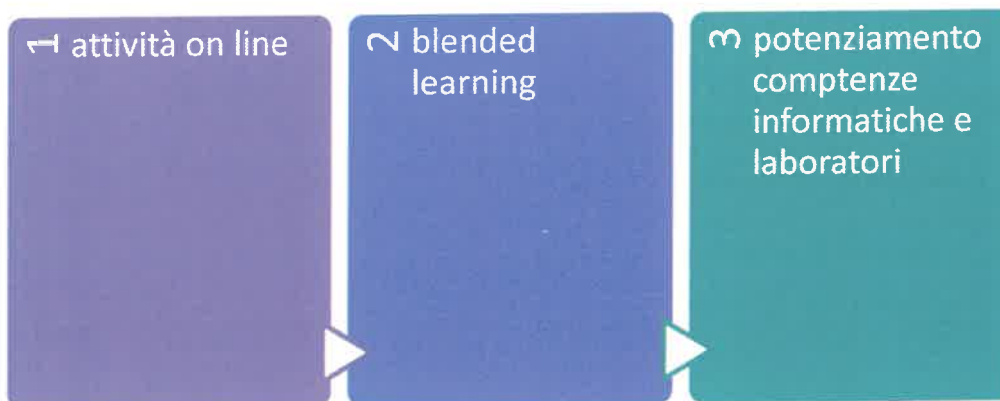 1 attività on line
2 blended
learning
3 potenziamento
comptenze
informatiche e
laboratori